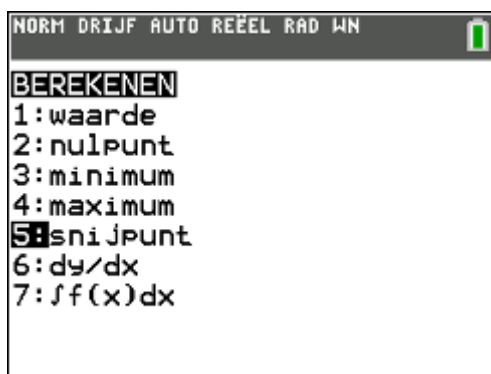 NORM DRIJF AUTO REËEL RAD WN
BEREKENEN
1:waarde
2:nulpunt
3:minimum
4:maximum
5:snijpunt
6:dy/dx
7:∫f(x)dx